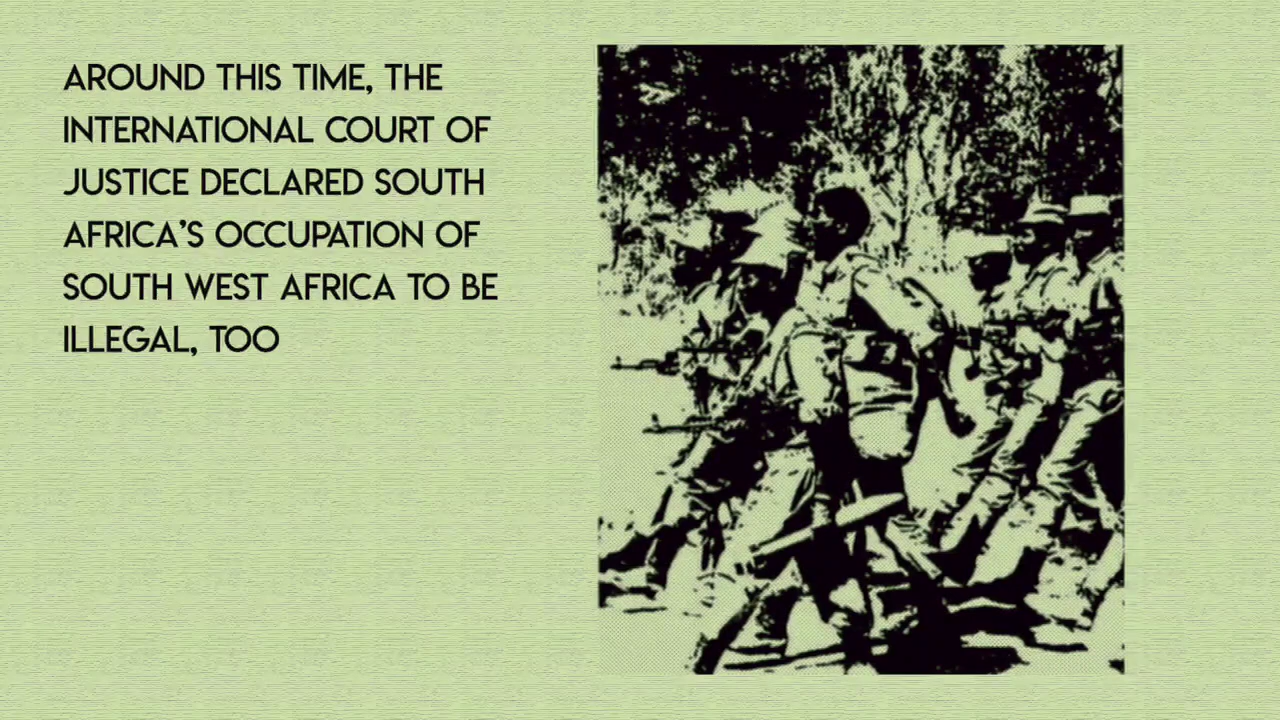 AROUND THIS TIME, THE
INTERNATIONAL COURT OF
JUSTICE DECLARED SOUTH
AFRICA’S OCCUPATION OF
SOUTH WEST AFRICA TO BE
ILLEGAL, TOO